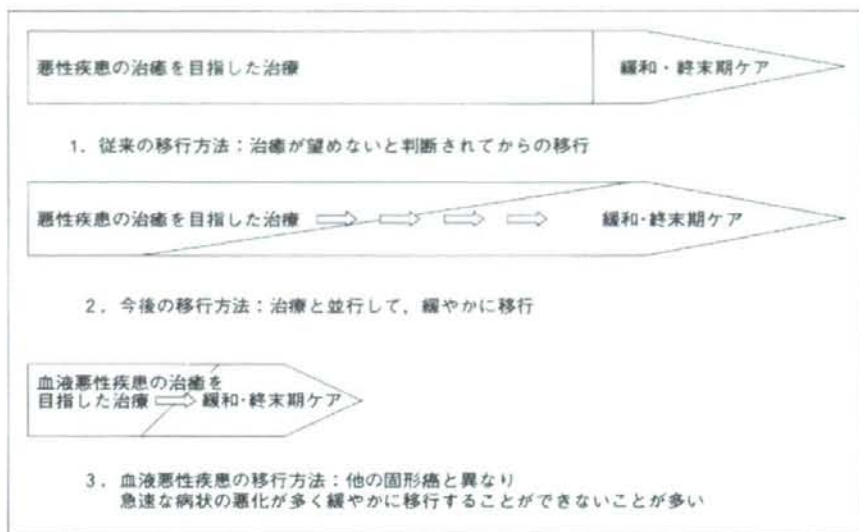 悪性疾患の治癒を目指した治療
緩和・終末期ケア
1. 従来の移行方法：治癒が望めないと判断されてからの移行
悪性疾患の治癒を目指した治療
緩和・終末期ケア
2. 今後の移行方法：治療と並行して，緩やかに移行
血液悪性疾患の治癒を
目指した治療
緩和・終末期ケア
3. 血液悪性疾患の移行方法：他の固形癌と異なり
急速な病状の悪化が多く緩やかに移行することができないことが多い